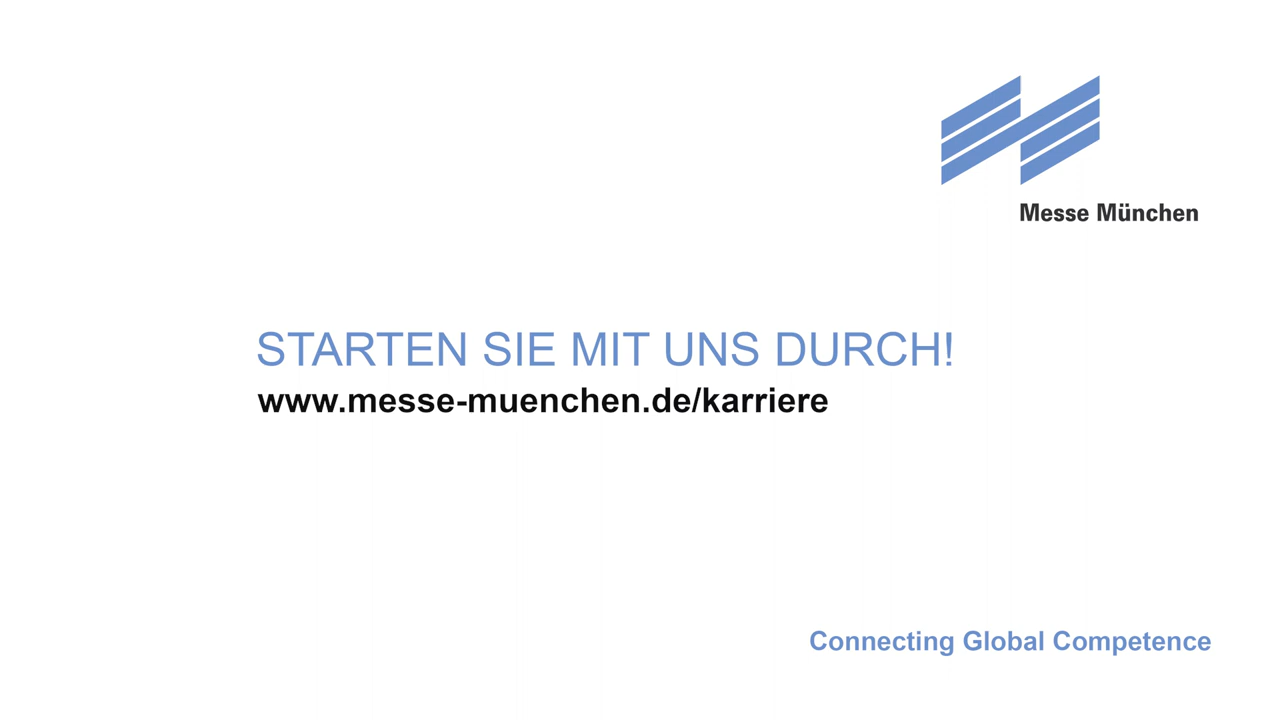 Messe München
STARTEN SIE MIT UNS DURCH!
www.messe-muenchen.de/karriere
Connecting Global Competence